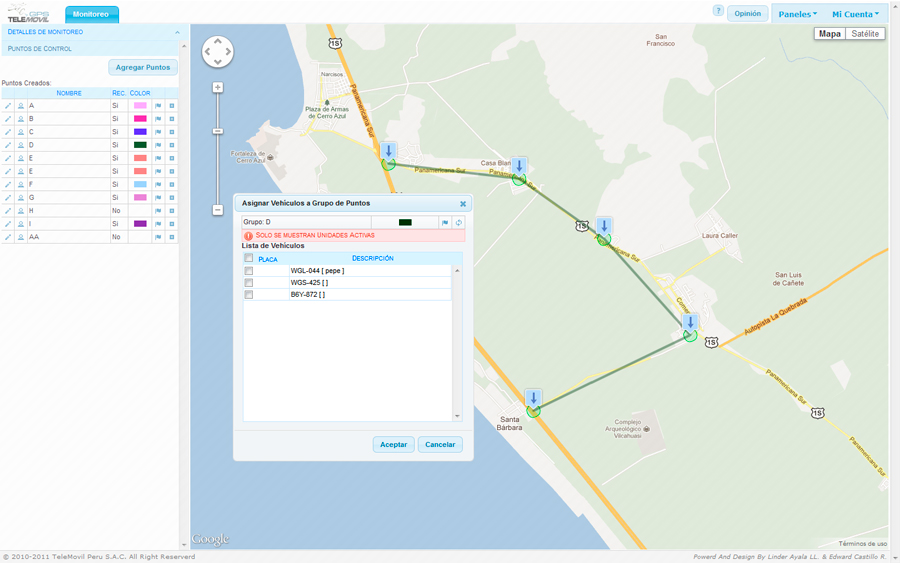 GPS
TELEMOVIL
Monitoreo
?
Opinión
Paneles
Mi Cuenta
DETALLES DE MONITOREO
PUNTOS DE CONTROL
Agregar Puntos
Puntos Creados:
NOMBRE REC. COLOR
A Si
B Si
C Si
D Si
E Si
E Si
F Si
G Si
H No
I Si
AA No
Mapa Satélite
San Francisco
1S
Narcisos
Plaza de Armas
de Cerro Azul
Panamericana Sur
Fortaleza de
Cerro Azul
Casa Blan
Panamericana Sur
Panam
1S
Panamericana Sur
Laura Caller
San Luis
de Cañete
Comer
Autopista La Quebrada
1S
Panamericana Sur
1S
Panamericana Sur
Santa
Bárbara
Complejo
Arqueológico
Vilcahuasi
Asignar Vehiculos a Grupo de Puntos
Grupo: D
SOLO SE MUESTRAN UNIDADES ACTIVAS
Lista de Vehiculos
PLACA DESCRIPCIÓN
WGL-044 [ pepe ]
WGS-425 [ ]
B6Y-872 [ ]
Aceptar Cancelar
Google
Términos de uso
© 2010-2011 TeleMovil Peru S.A.C. All Right Reserverd
Powerd And Design By Linder Ayala LL. & Edward Castillo R.